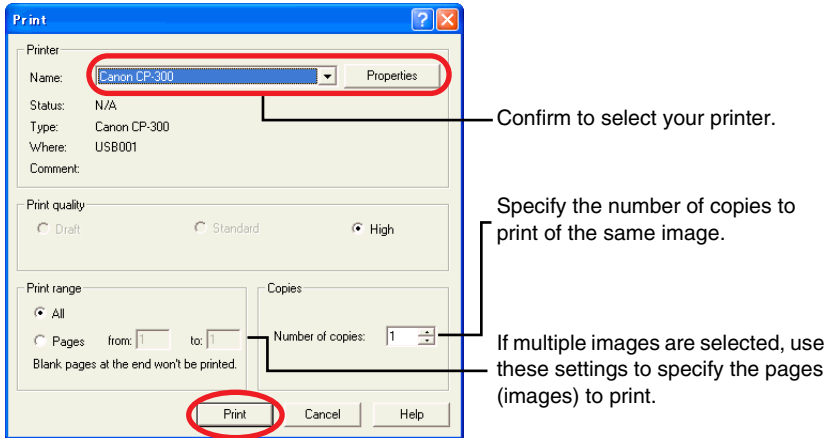 Print
Printer
Name: Canon CP-300 Properties
Status: N/A
Type: Canon CP-300
Where: USB001
Comment:
Confirm to select your printer.
Print quality
Draft Standard High
Specify the number of copies to
print of the same image.
Print range
All
Pages from: 1 to: 1
Blank pages at the end won't be printed.
Copies
Number of copies: 1
If multiple images are selected, use
these settings to specify the pages
(images) to print.
Print Cancel Help